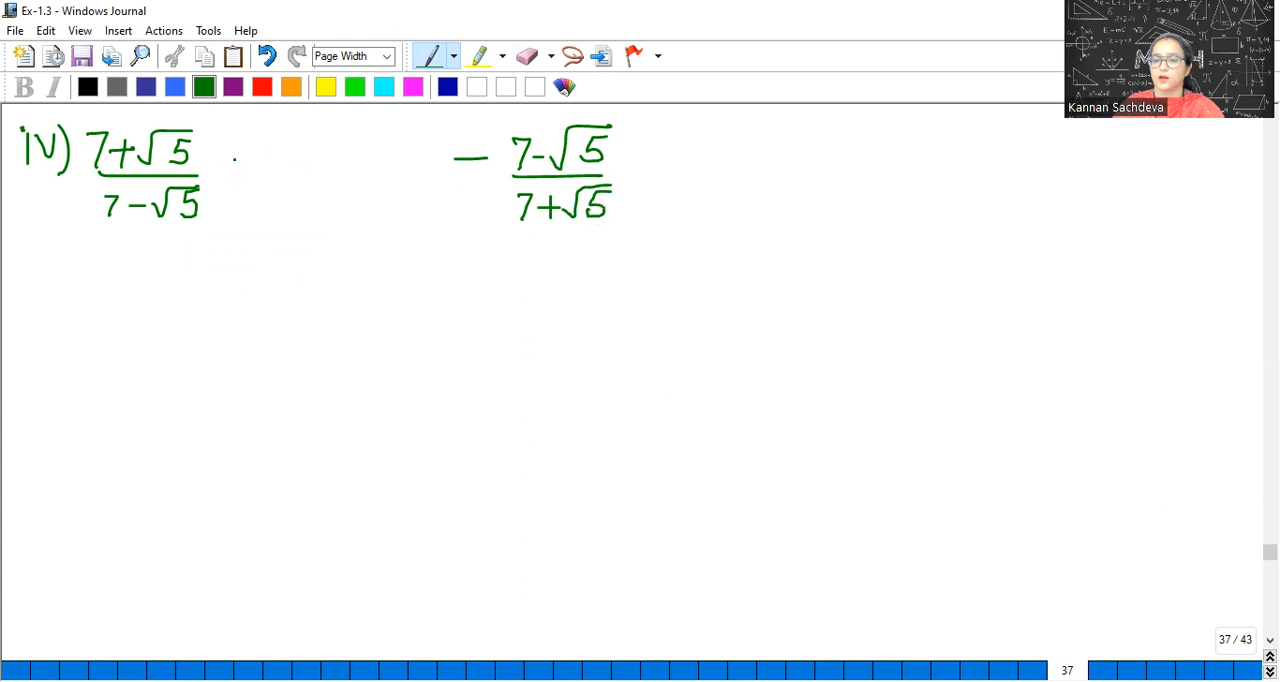 Ex-1.3 - Windows Journal
File Edit View Insert Actions Tools Help
Page Width
B I
Kannan Sachdeva
iv) 7+√5 . - 7-√5
7-√5 7+√5
37 / 43
37